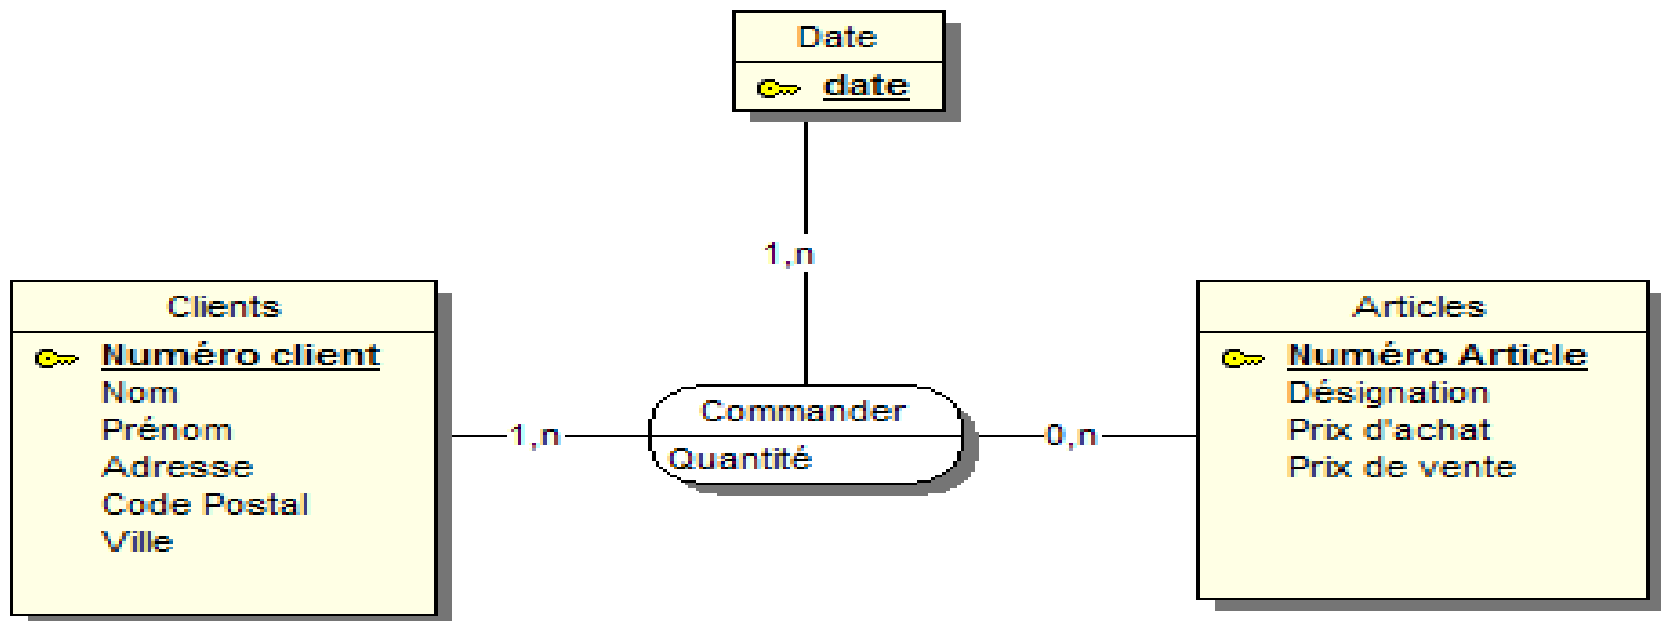 Date
date
1,n
Clients
Numéro client
Nom
Prénom
Adresse
Code Postal
Ville
1,n
Commander
Quantité
0,n
Articles
Numéro Article
Désignation
Prix d'achat
Prix de vente